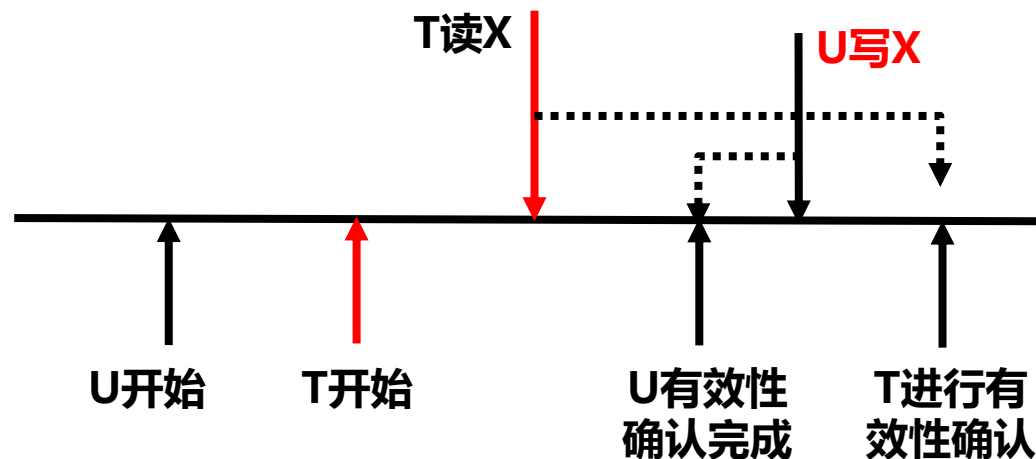 T读X
U写X
U开始
T开始
U有效性
确认完成
T进行有
效性确认